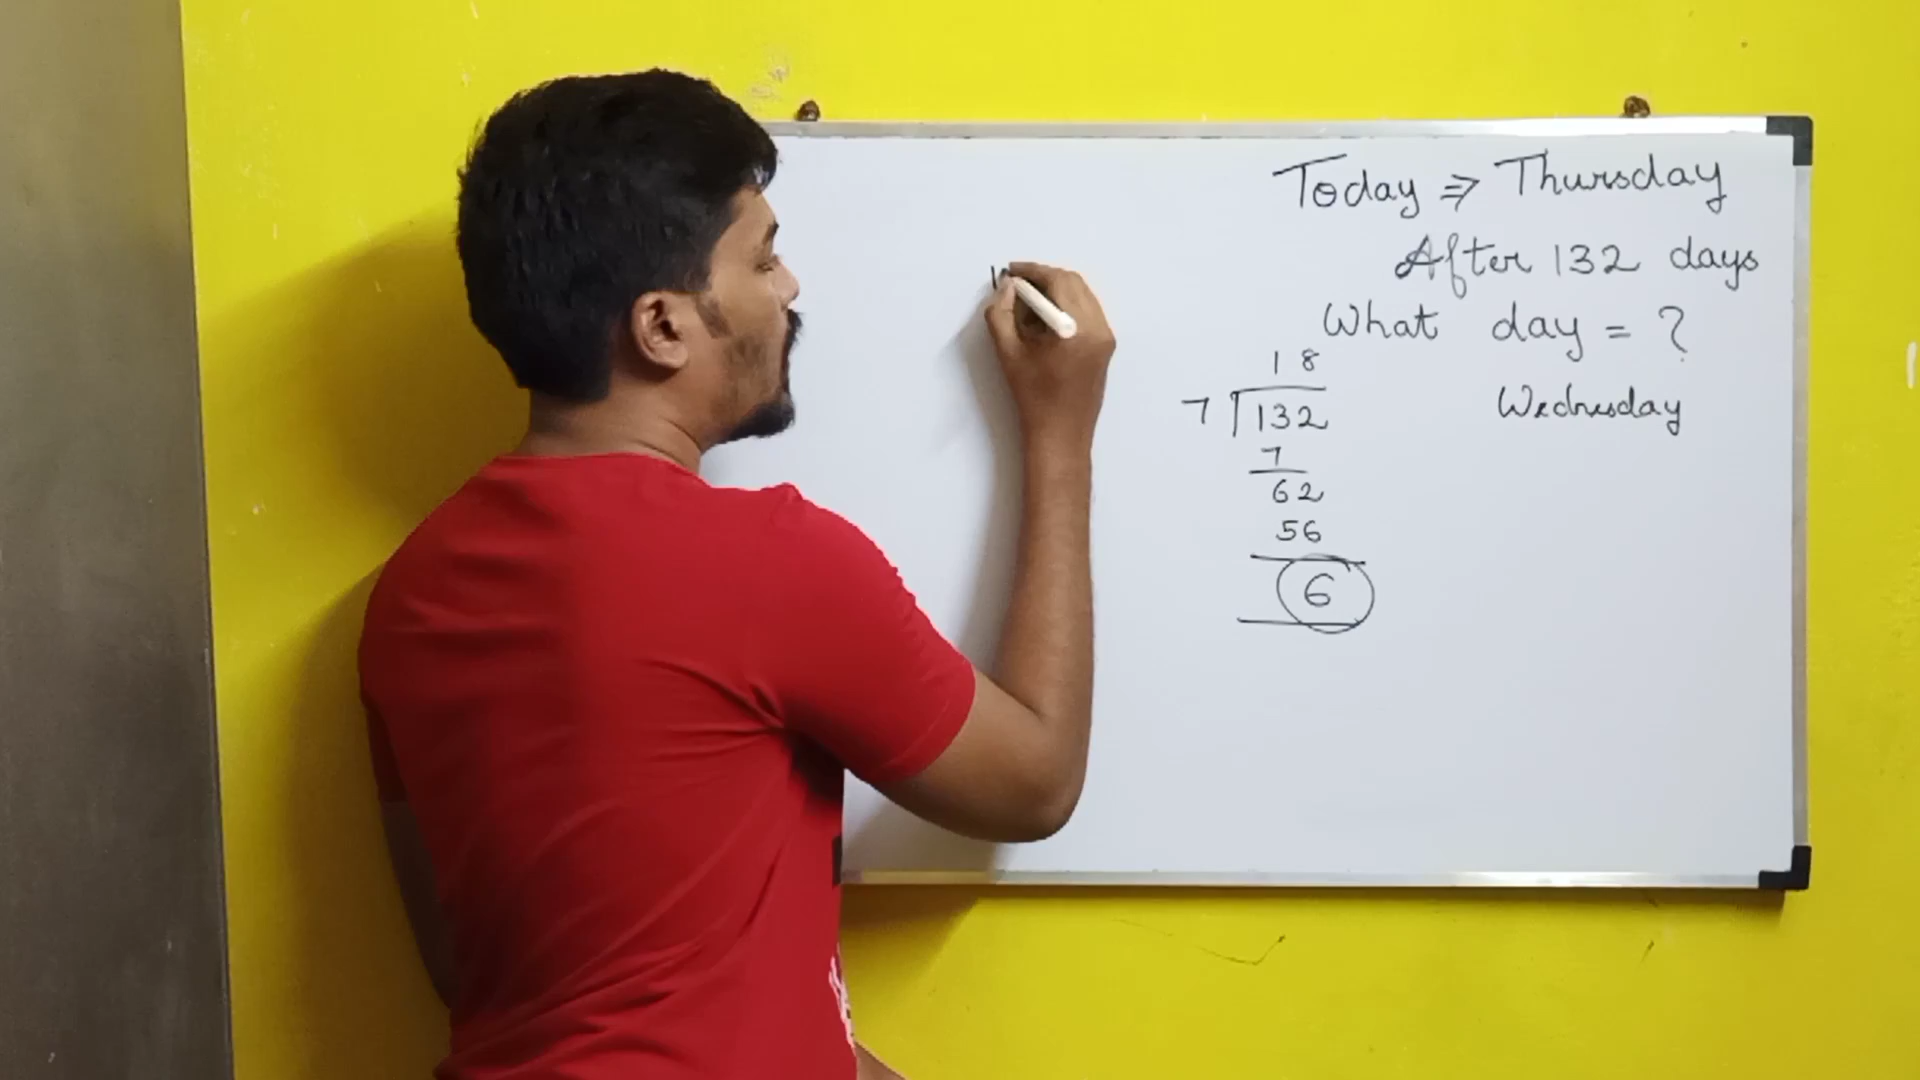 Today ⇒ Thursday
After 132 days
What day = ?
Wednesday
18
7 132
7
62
56
6